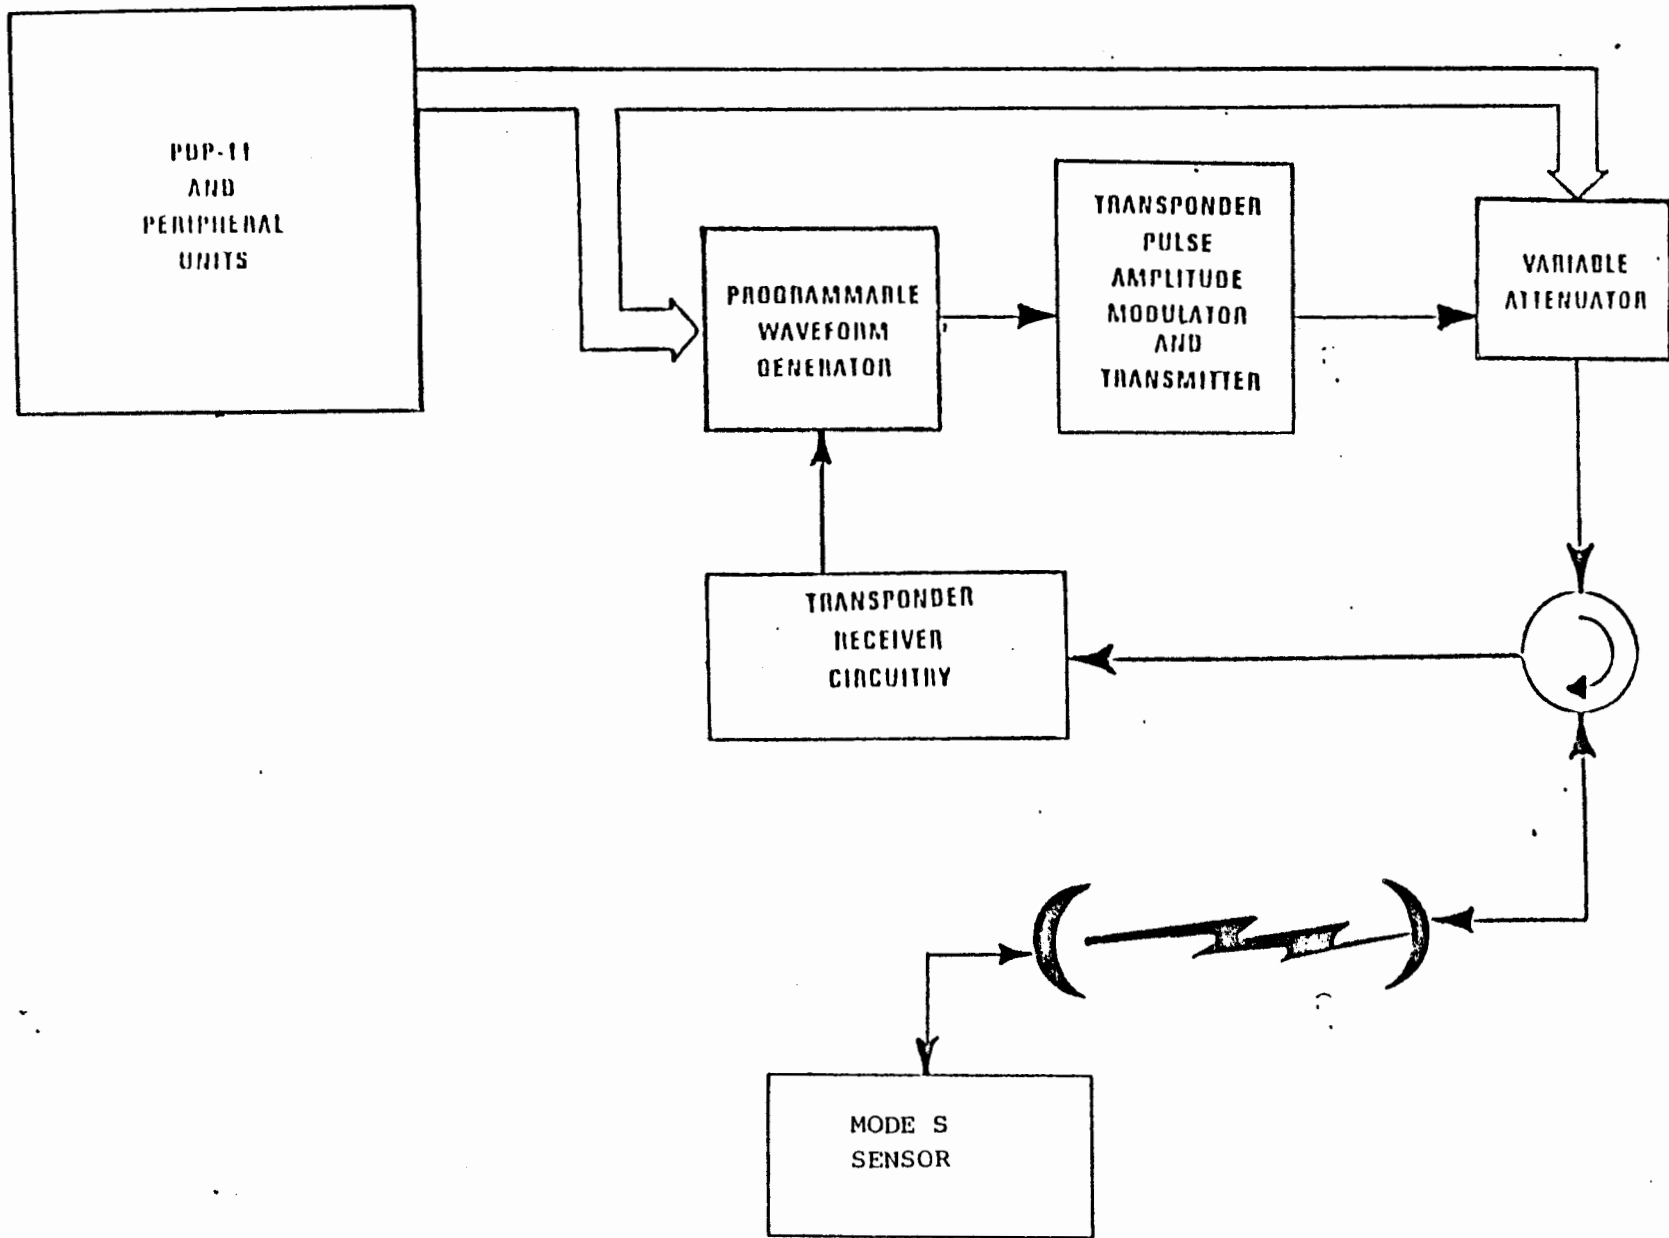 PDP-11
AND
PERIPHERAL
UNITS
PROGRAMMABLE
WAVEFORM
GENERATOR
TRANSPONDER
PULSE
AMPLITUDE
MODULATOR
AND
TRANSMITTER
VARIABLE
ATTENUATOR
TRANSPONDER
RECEIVER
CIRCUITRY
MODE S
SENSOR